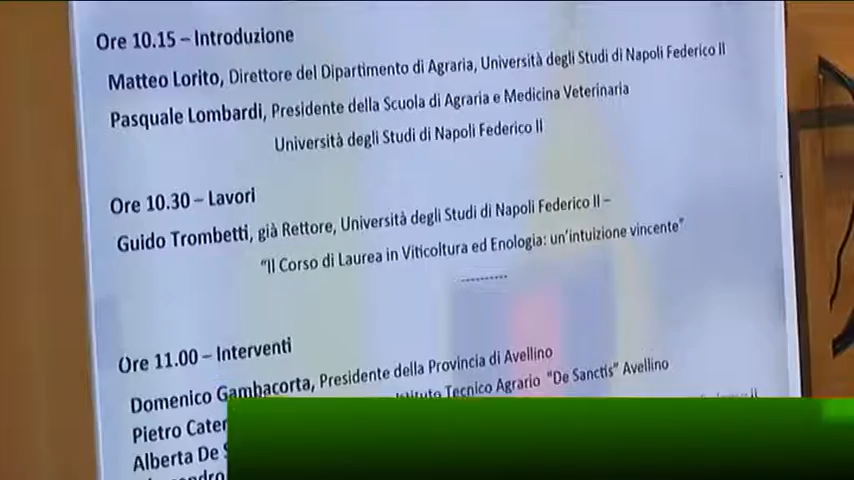 Ore 10.15 – Introduzione
Matteo Lorito, Direttore del Dipartimento di Agraria, Università degli Studi di Napoli Federico II
Pasquale Lombardi, Presidente della Scuola di Agraria e Medicina Veterinaria
Università degli Studi di Napoli Federico II
Ore 10.30 – Lavori
Guido Trombetti, già Rettore, Università degli Studi di Napoli Federico II –
“Il Corso di Laurea in Viticoltura ed Enologia: un’intuizione vincente”
----------
Ore 11.00 – Interventi
Domenico Gambacorta, Presidente della Provincia di Avellino
Pietro Tecnico Agrario “De Sanctis” Avellino
Alberta De